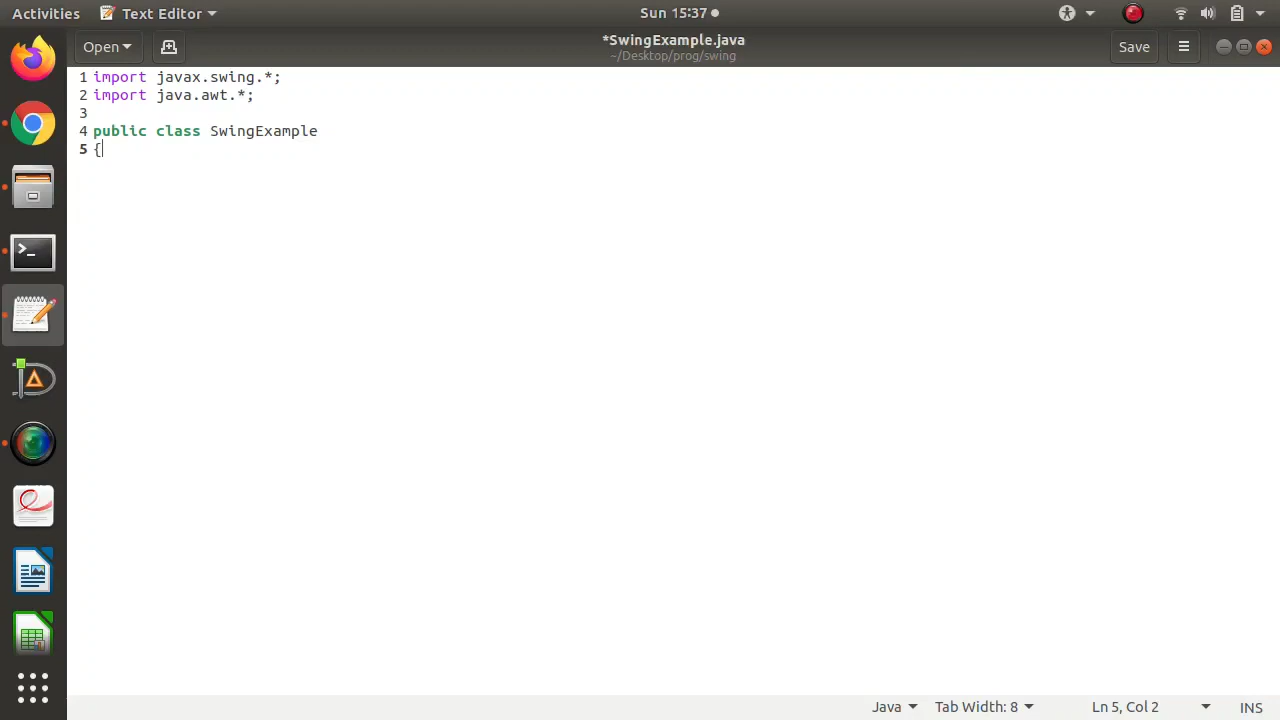 Activities Text Editor Sun 15:37
Open *SwingExample.java Save
~/Desktop/prog/swing
1 import javax.swing.*;
2 import java.awt.*;
3
4 public class SwingExample
5 {
Java Tab Width: 8 Ln 5, Col 2 INS